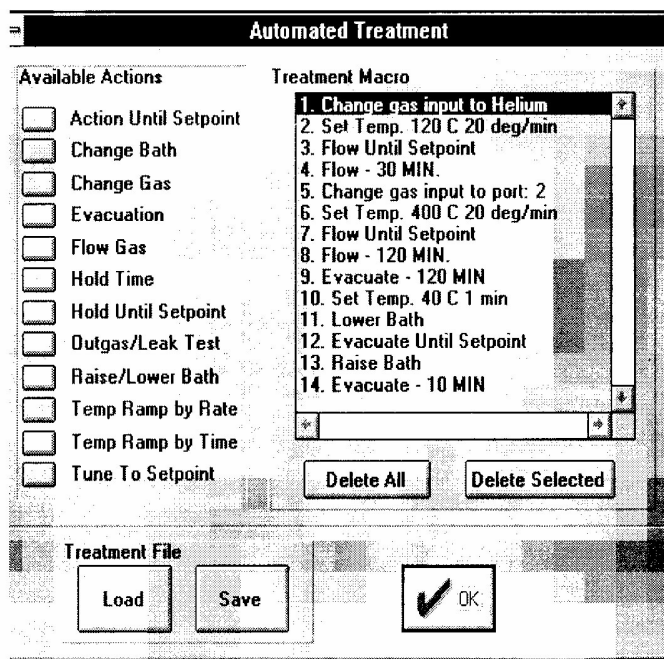 Automated Treatment
Available Actions
Action Until Setpoint
Change Bath
Change Gas
Evacuation
Flow Gas
Hold Time
Hold Until Setpoint
Outgas/Leak Test
Raise/Lower Bath
Temp Ramp by Rate
Temp Ramp by Time
Tune To Setpoint
Treatment Macro
1. Change gas input to Helium
2. Set Temp. 120 C 20 deg/min
3. Flow Until Setpoint
4. Flow - 30 MIN.
5. Change gas input to port: 2
6. Set Temp. 400 C 20 deg/min
7. Flow Until Setpoint
8. Flow - 120 MIN.
9. Evacuate - 120 MIN
10. Set Temp. 40 C 1 min
11. Lower Bath
12. Evacuate Until Setpoint
13. Raise Bath
14. Evacuate - 10 MIN
Delete All
Delete Selected
Treatment File
Load
Save
OK